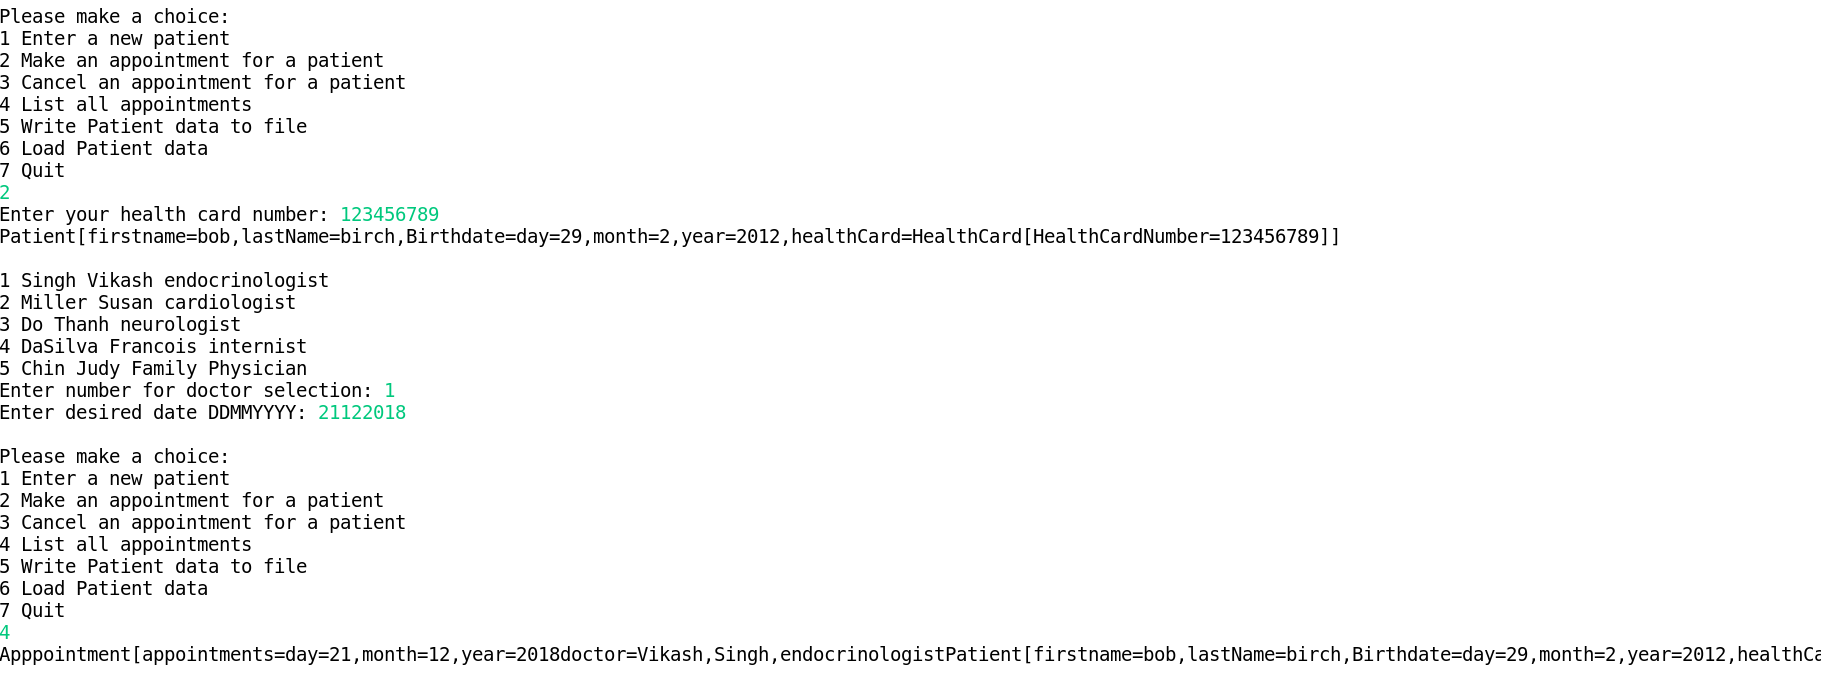 Please make a choice:
1 Enter a new patient
2 Make an appointment for a patient
3 Cancel an appointment for a patient
4 List all appointments
5 Write Patient data to file
6 Load Patient data
7 Quit
2
Enter your health card number: 123456789
Patient[firstname=bob,lastName=birch,Birthdate=day=29,month=2,year=2012,healthCard=HealthCard[HealthCardNumber=123456789]]
1 Singh Vikash endocrinologist
2 Miller Susan cardiologist
3 Do Thanh neurologist
4 DaSilva Francois internist
5 Chin Judy Family Physician
Enter number for doctor selection: 1
Enter desired date DDMMYYYY: 21122018
Please make a choice:
1 Enter a new patient
2 Make an appointment for a patient
3 Cancel an appointment for a patient
4 List all appointments
5 Write Patient data to file
6 Load Patient data
7 Quit
4
Apppointment[appointments=day=21,month=12,year=2018doctor=Vikash,Singh,endocrinologistPatient[firstname=bob,lastName=birch,Birthdate=day=29,month=2,year=2012,healthCa